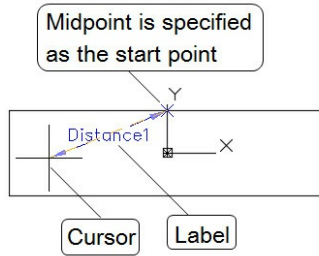 Midpoint is specified
as the start point
Y
Distance1
X
Cursor
Label